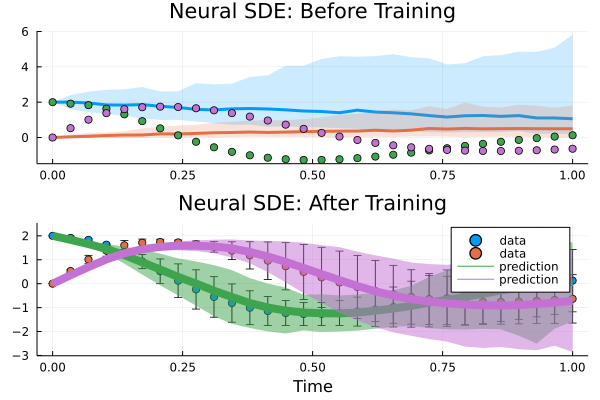 Neural SDE: Before Training
6
4
2
0
0.00 0.25 0.50 0.75 1.00
Neural SDE: After Training
2
1
0
−1
−2
−3
data
data
prediction
prediction
0.00 0.25 0.50 0.75 1.00
Time